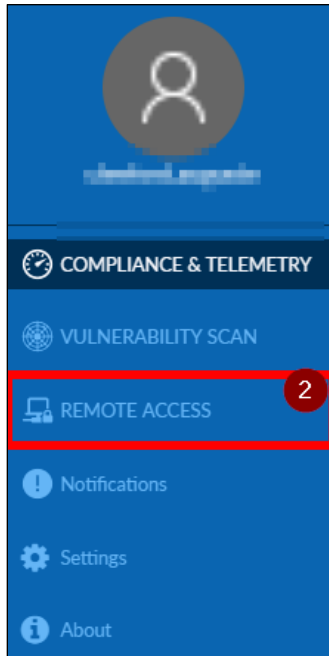 COMPLIANCE & TELEMETRY
VULNERABILITY SCAN
REMOTE ACCESS
2
Notifications
Settings
About